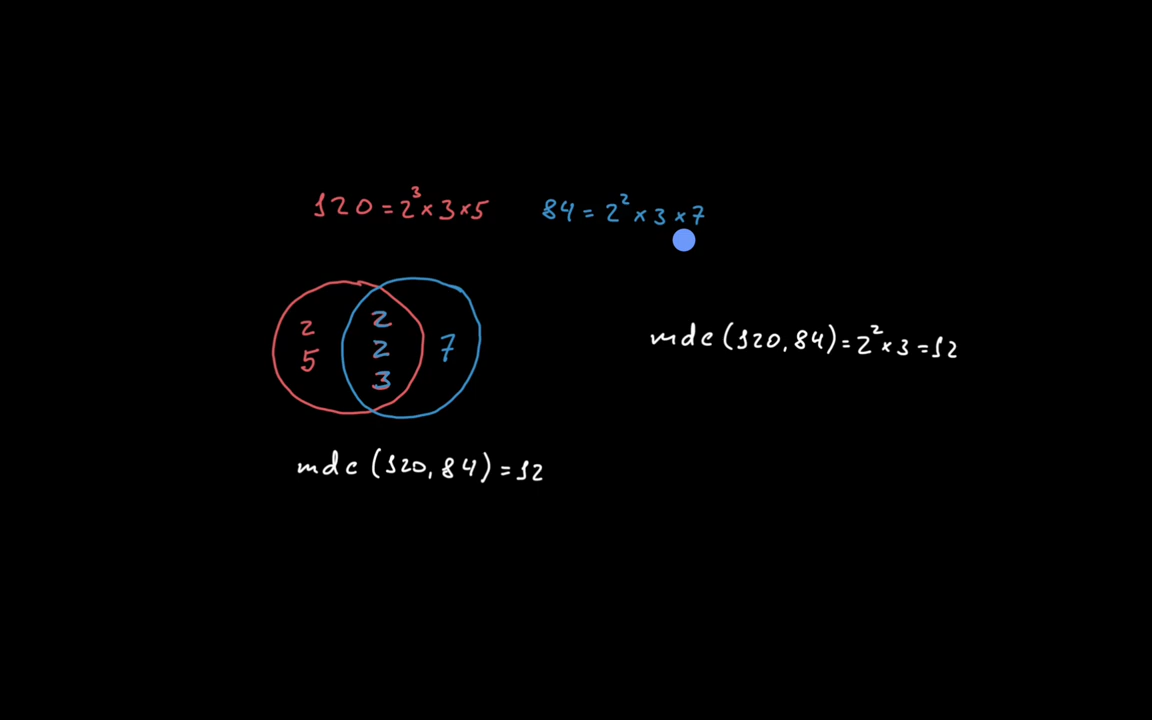 120 = 2³ × 3 × 5
84 = 2² × 3 × 7
2 2
5 2 7
3
mdc (120, 84) = 2² × 3 = 12
mdc (120, 84) = 12